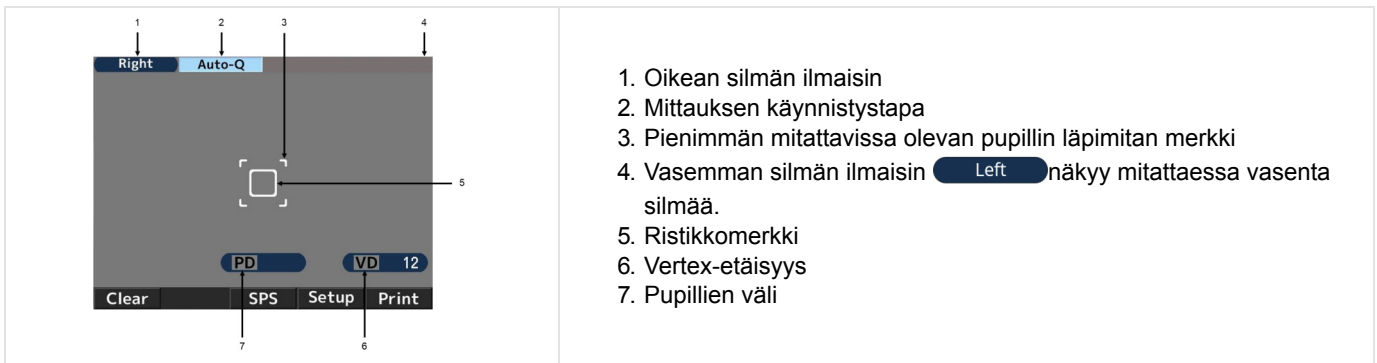 1 2 3 4
Right Auto-Q
5
PD VD 12
Clear SPS Setup Print
7 6
1. Oikean silmän ilmaisin
2. Mittauksen käynnistystapa
3. Pienimmän mitattavissa olevan pupillin läpimitan merkki
4. Vasemman silmän ilmaisin Left näkyy mitattaessa vasenta
silmää.
5. Ristikkomerkki
6. Vertex-etäisyys
7. Pupillien väli